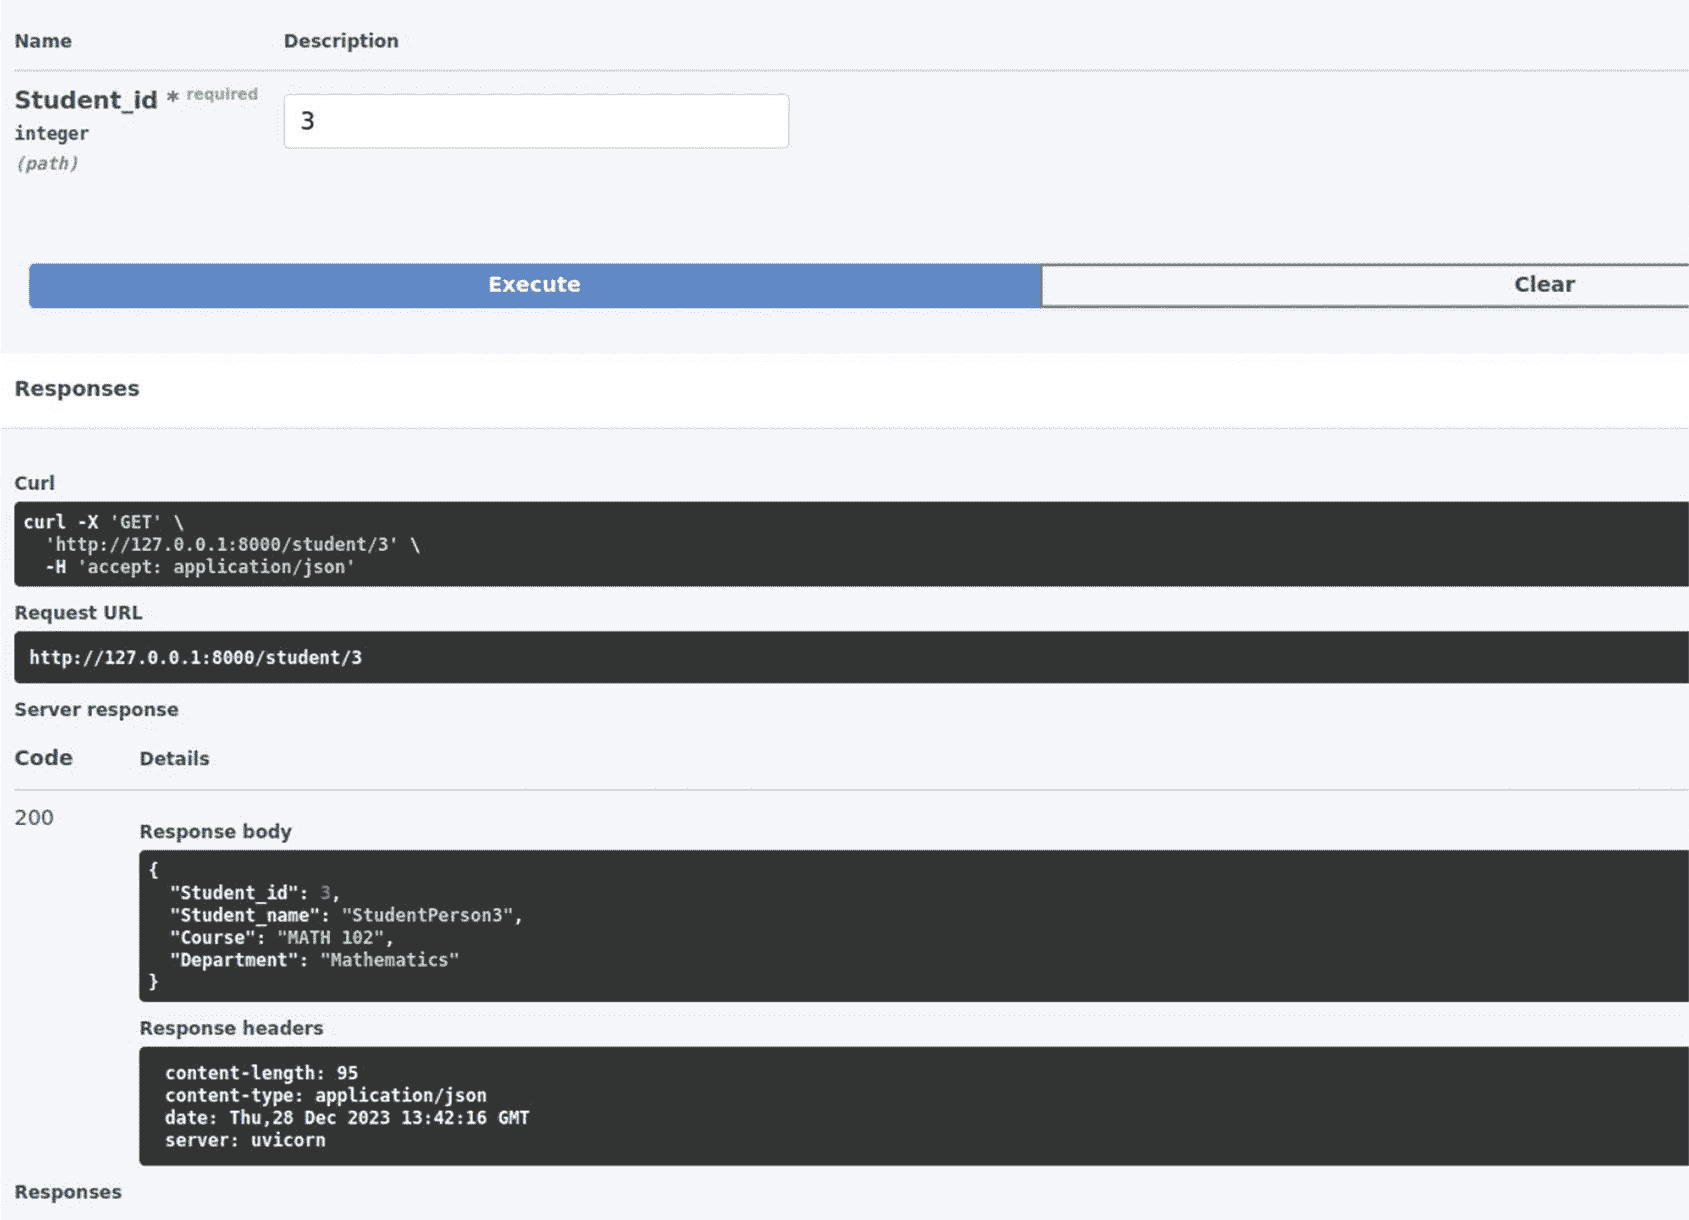 Name Description
Student_id * required
3
integer
(path)
Execute Clear
Responses
Curl
curl -X 'GET' \
  'http://127.0.0.1:8000/student/3' \
  -H 'accept: application/json'
Request URL
http://127.0.0.1:8000/student/3
Server response
Code Details
200
Response body
{
  "Student_id": 3,
  "Student_name": "StudentPerson3",
  "Course": "MATH 102",
  "Department": "Mathematics"
}
Response headers
content-length: 95
content-type: application/json
date: Thu,28 Dec 2023 13:42:16 GMT
server: uvicorn
Responses